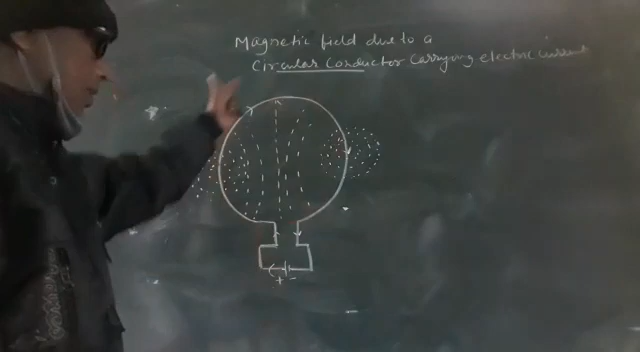 Magnetic field due to a
Circular Conductor Carrying electric current
+ -